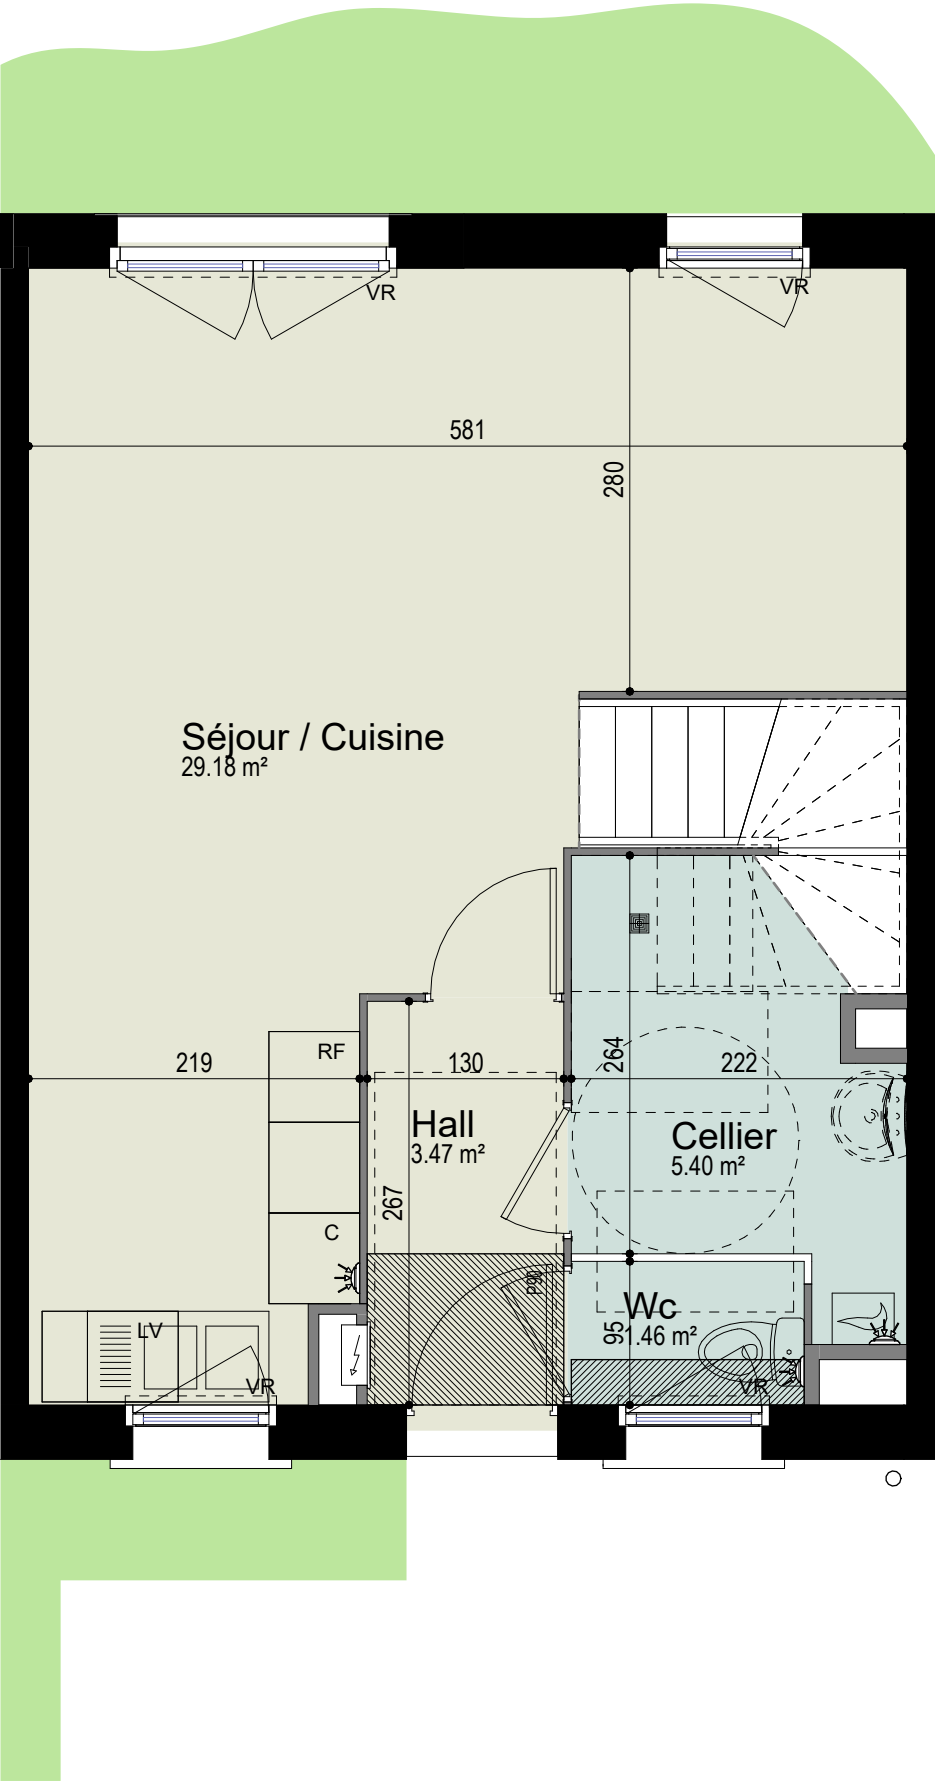 VR
VR
581
280
Séjour / Cuisine
29.18 m²
RF
219
130
264
222
Hall
3.47 m²
Cellier
5.40 m²
267
C
P90
Wc
1.46 m²
95
LV
VR
VR